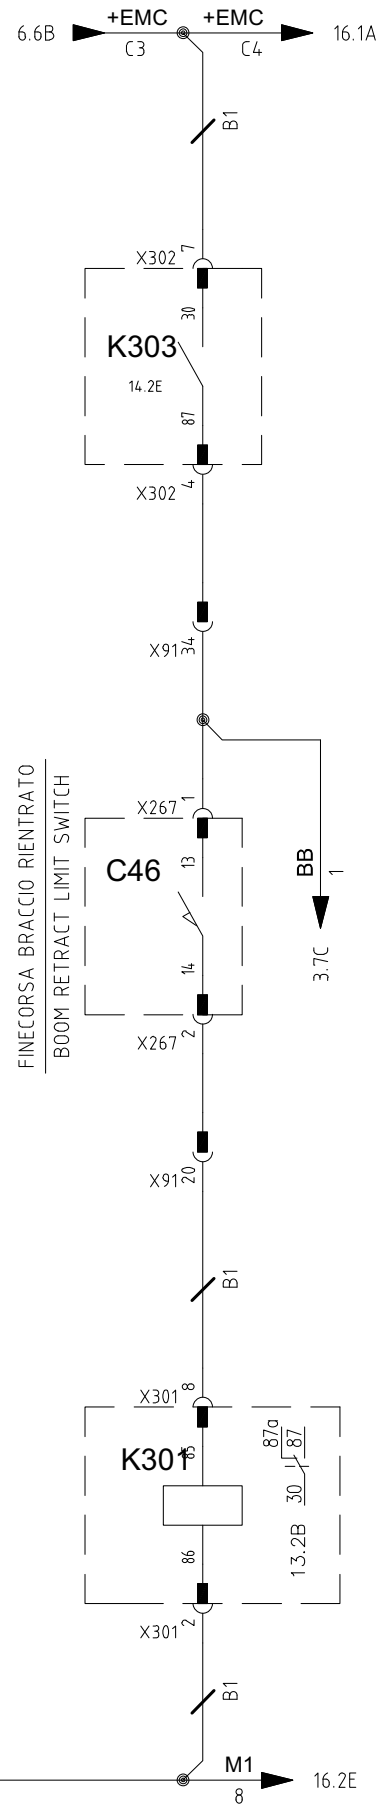 6.6B +EMC +EMC 16.1A
C3 C4
B1
X302 7
30
K303
14.2E
87
X302 4
X91 34
X267 1
13
C46
14
X267 2
FINECORSA BRACCIO RIENTRATO
BOOM RETRACT LIMIT SWITCH
BB 1
3.7C
X91 20
B1
X301 8
85
K301
86
87a 87
30
13.2B
X301 2
B1
M1 16.2E
8